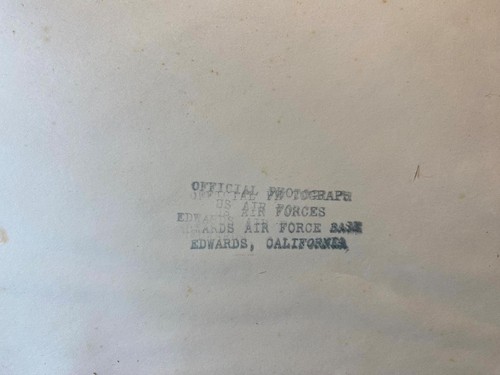 OFFICIAL PHOTOGRAPH
US AIR FORCES
EDWARDS AIR FORCE BASE
EDWARDS, CALIFORNIA